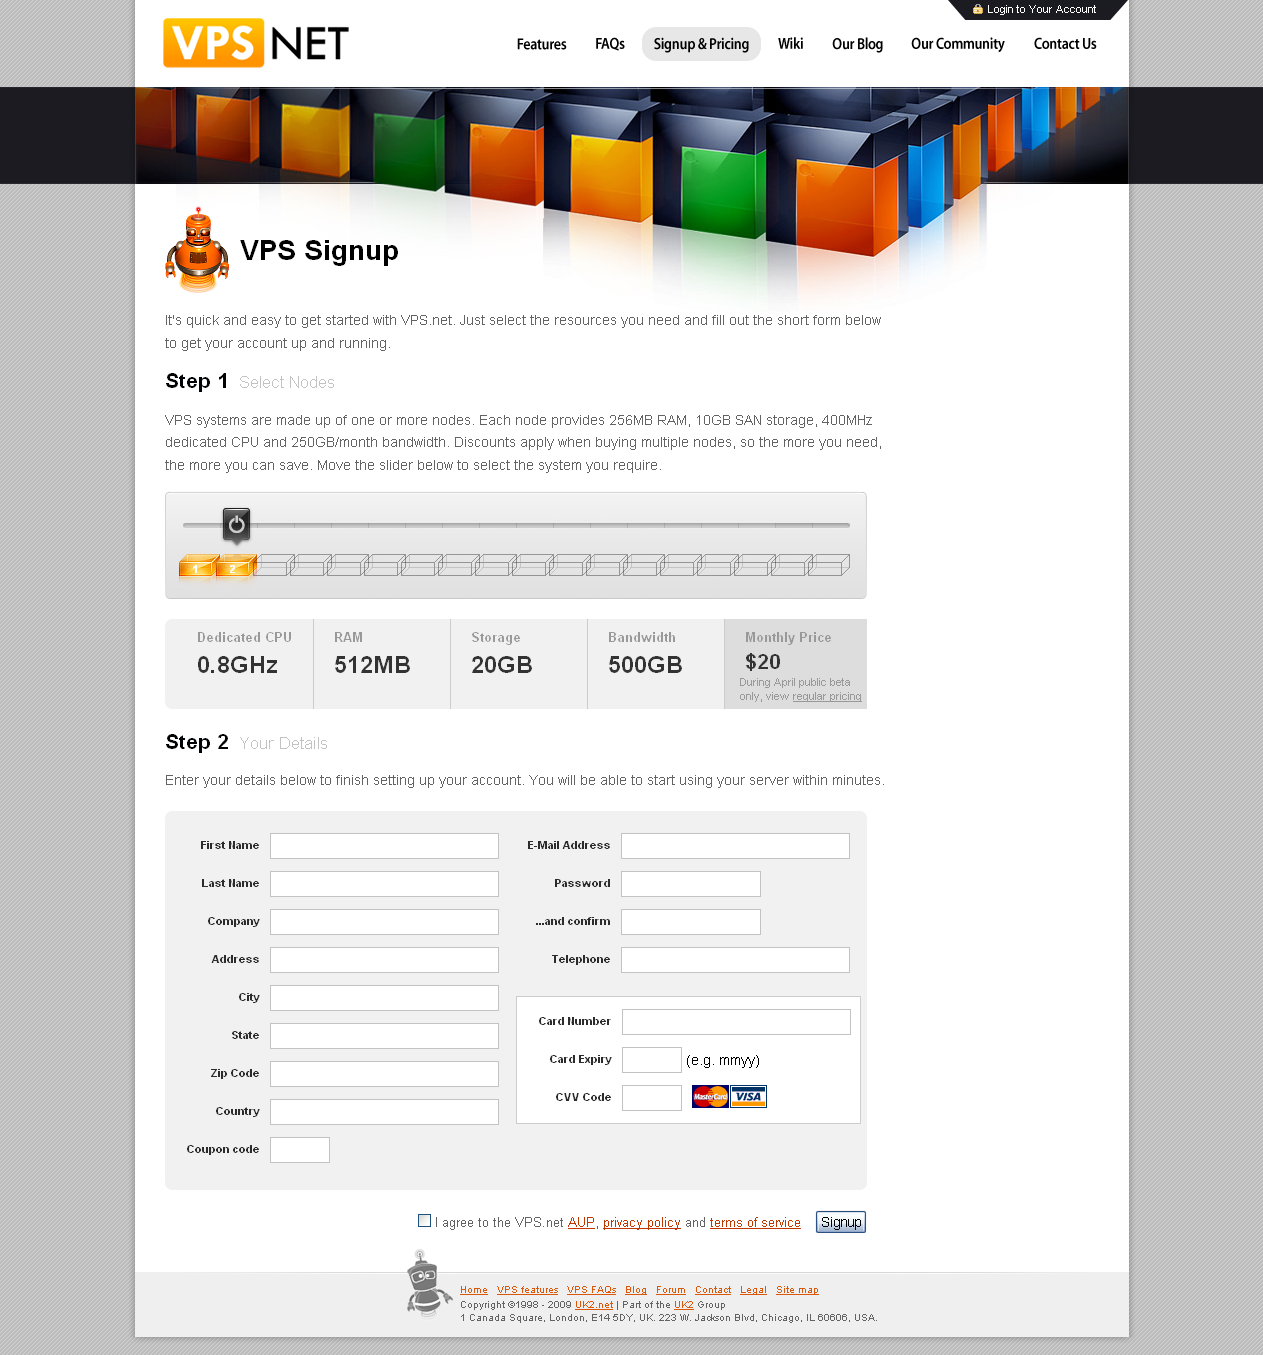 Login to Your Account
VPS NET
Features FAQs Signup & Pricing Wiki Our Blog Our Community Contact Us
VPS Signup
It's quick and easy to get started with VPS.net. Just select the resources you need and fill out the short form below
to get your account up and running.
Step 1 Select Nodes
VPS systems are made up of one or more nodes. Each node provides 256MB RAM, 10GB SAN storage, 400MHz
dedicated CPU and 250GB/month bandwidth. Discounts apply when buying multiple nodes, so the more you need,
the more you can save. Move the slider below to select the system you require.
1 2
Dedicated CPU RAM Storage Bandwidth Monthly Price
0.8GHz 512MB 20GB 500GB $20
During April public beta
only, view regular pricing
Step 2 Your Details
Enter your details below to finish setting up your account. You will be able to start using your server within minutes.
First Name E-Mail Address
Last Name Password
Company ...and confirm
Address Telephone
City
State Card Number
Zip Code Card Expiry (e.g. mmyy)
Country CVV Code MasterCard VISA
Coupon code
I agree to the VPS.net AUP, privacy policy and terms of service Signup
Home VPS features VPS FAQs Blog Forum Contact Legal Site map
Copyright ©1998 - 2009 UK2.net | Part of the UK2 Group
1 Canada Square, London, E14 5DY, UK. 223 W. Jackson Blvd, Chicago, IL 60606, USA.